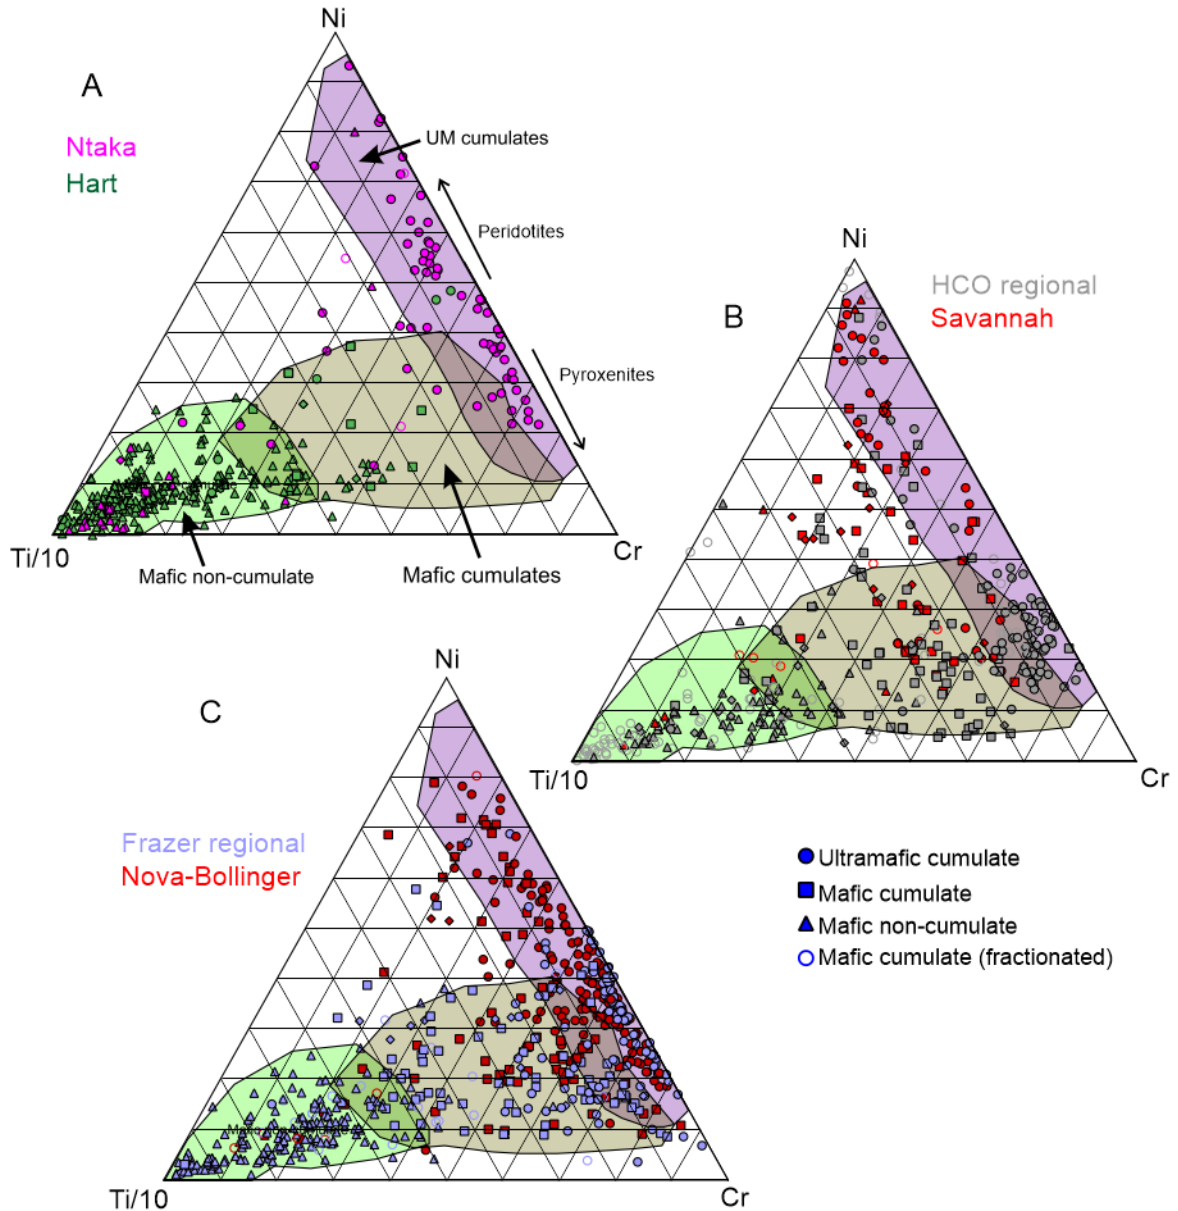 Ni
A
Ntaka
Hart
UM cumulates
Peridotites
Pyroxenites
Ti/10
Cr
Mafic non-cumulate
Mafic cumulates
Ni
B
HCO regional
Savannah
Ti/10
Cr
Ni
C
Frazer regional
Nova-Bollinger
Ti/10
Cr
Ultramafic cumulate
Mafic cumulate
Mafic non-cumulate
Mafic cumulate (fractionated)